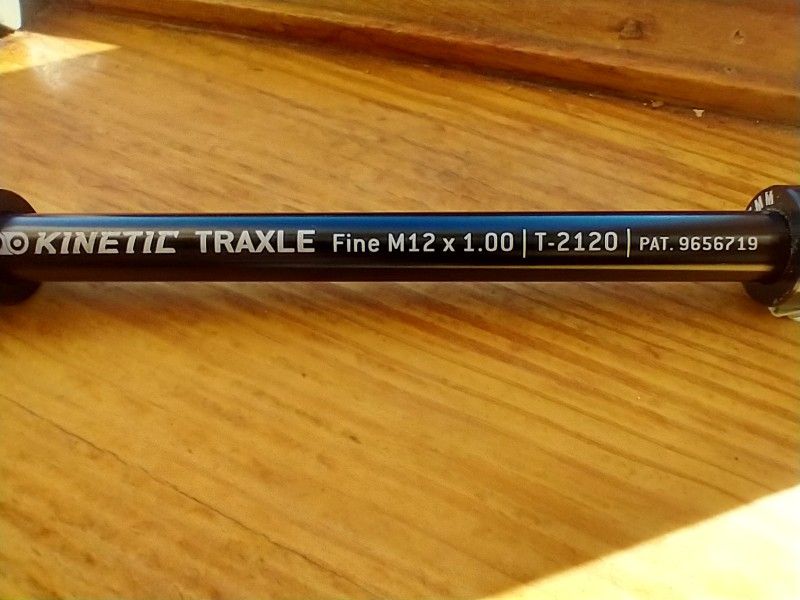 KINETIC TRAXLE Fine M12 x 1.00 | T-2120 | PAT. 9656719